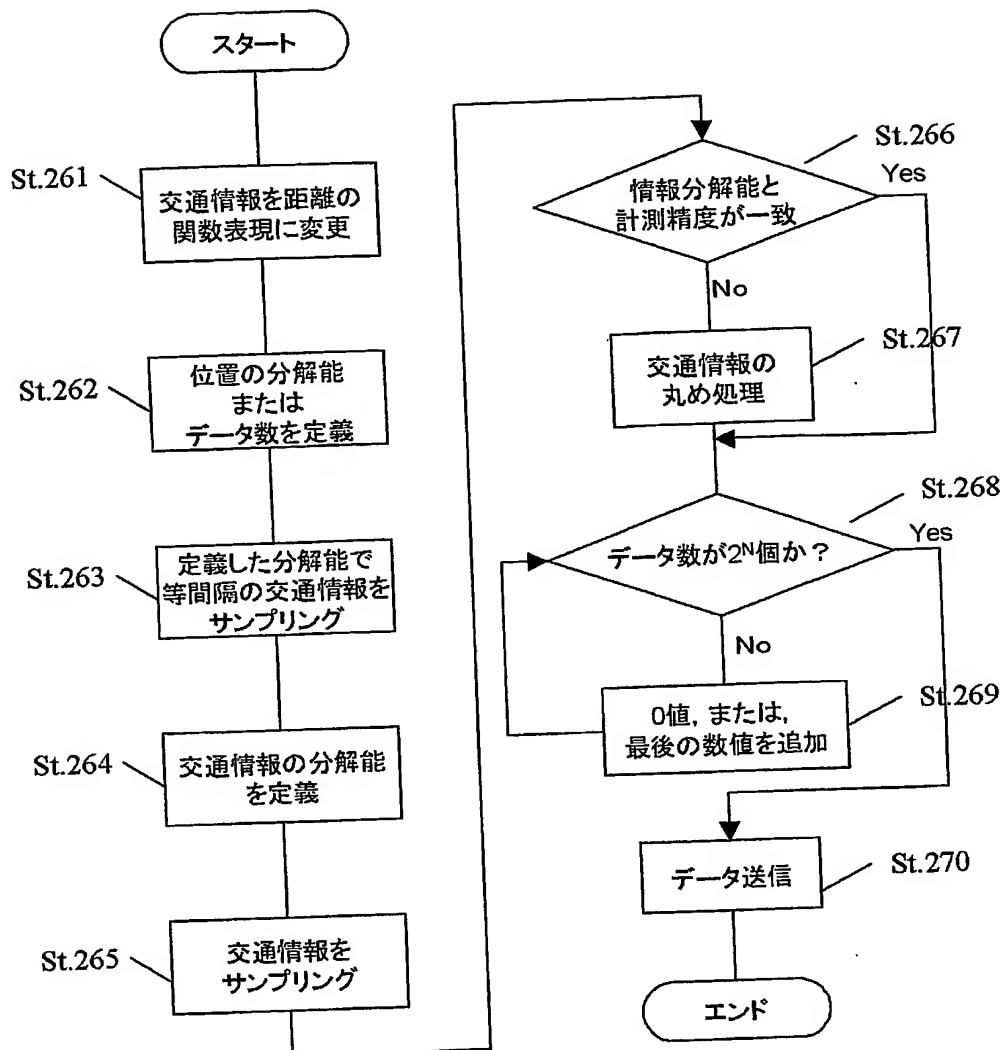 スタート
St.261
交通情報を距離の
関数表現に変更
St.262
位置の分解能
または
データ数を定義
St.263
定義した分解能で
等間隔の交通情報を
サンプリング
St.264
交通情報の分解能
を定義
St.265
交通情報を
サンプリング
St.266
情報分解能と
計測精度が一致
Yes
No
St.267
交通情報の
丸め処理
St.268
データ数が2ᴺ個か？
Yes
No
St.269
0値, または,
最後の数値を追加
St.270
データ送信
エンド